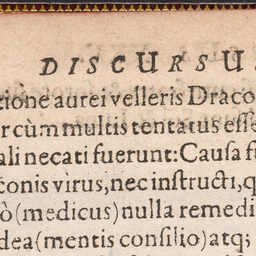 DISCURSU
tione aurei velleris Draco
r cùm multis tentatus esse
ali necati fuerunt: Causa f
conis virus, nec instructi, q
ò (medicus) nulla remedi
dea (mentis consilio) atq;